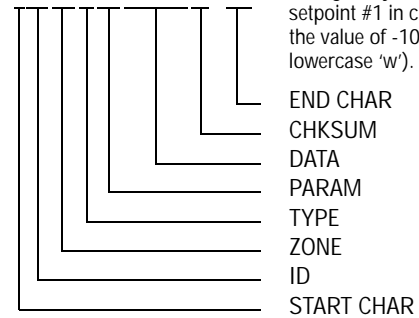 setpoint #1 in c
the value of -10
lowercase 'w').
END CHAR
CHKSUM
DATA
PARAM
TYPE
ZONE
ID
START CHAR